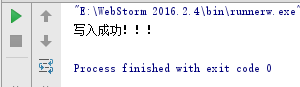 "E:\WebStorm 2016.2.4\bin\runnerw.exe"
写入成功！！！
Process finished with exit code 0